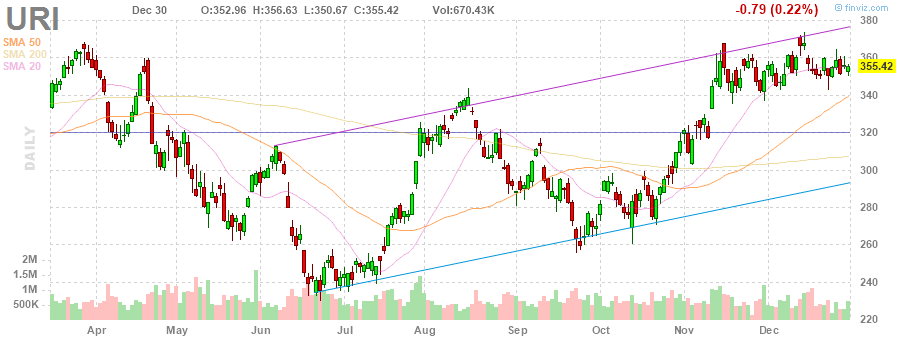 URI
Dec 30 O:352.96 H:356.63 L:350.67 C:355.42 Vol:670.43K -0.79 (0.22%) © finviz.com
SMA 50
SMA 200
SMA 20
DAILY
380
360
355.42
340
320
300
280
260
240
220
2M
1.5M
1M
500K
Apr May Jun Jul Aug Sep Oct Nov Dec